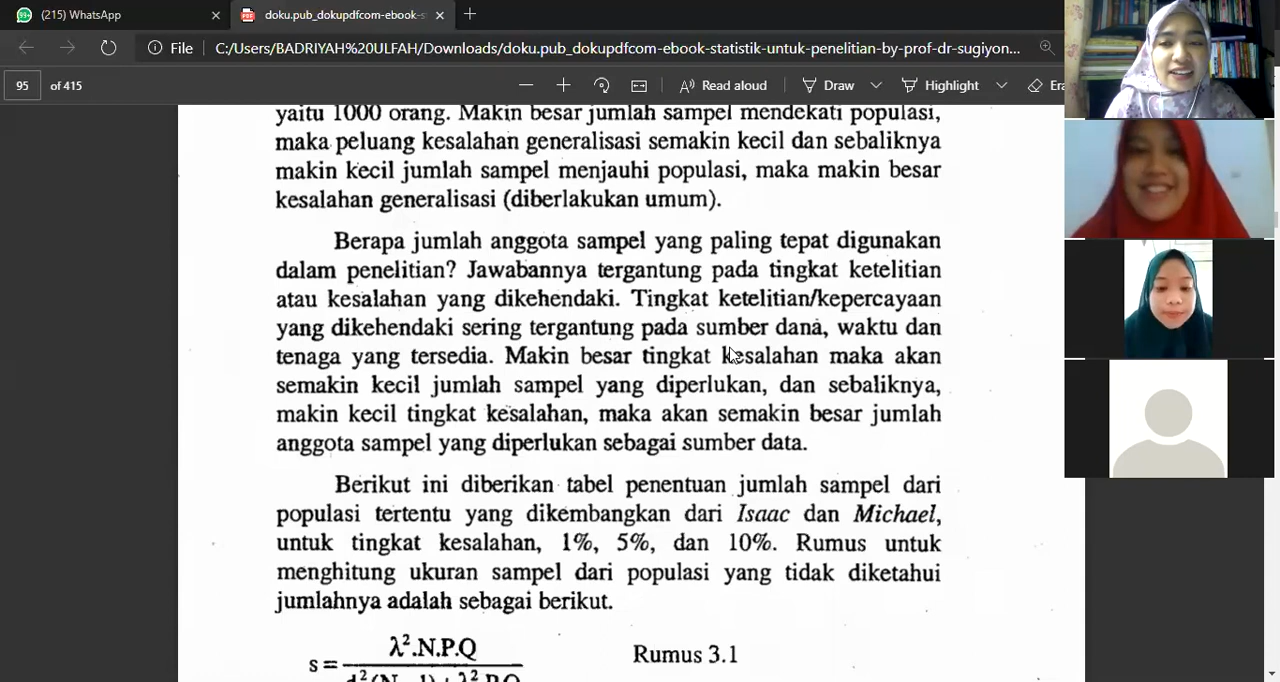 99+
(215) WhatsApp
doku.pub_dokupdfcom-ebook-s
File
C:/Users/BADRIYAH%20ULFAH/Downloads/doku.pub_dokupdfcom-ebook-statistik-untuk-penelitian-by-prof-dr-sugiyon...
95 of 415
Read aloud
Draw
Highlight
Era
yaitu 1000 orang. Makin besar jumlah sampel mendekati populasi,
maka peluang kesalahan generalisasi semakin kecil dan sebaliknya
makin kecil jumlah sampel menjauhi populasi, maka makin besar
kesalahan generalisasi (diberlakukan umum).
Berapa jumlah anggota sampel yang paling tepat digunakan
dalam penelitian? Jawabannya tergantung pada tingkat ketelitian
atau kesalahan yang dikehendaki. Tingkat ketelitian/kepercayaan
yang dikehendaki sering tergantung pada sumber dana, waktu dan
tenaga yang tersedia. Makin besar tingkat kesalahan maka akan
semakin kecil jumlah sampel yang diperlukan, dan sebaliknya,
makin kecil tingkat kesalahan, maka akan semakin besar jumlah
anggota sampel yang diperlukan sebagai sumber data.
Berikut ini diberikan tabel penentuan jumlah sampel dari
populasi tertentu yang dikembangkan dari Isaac dan Michael,
untuk tingkat kesalahan, 1%, 5%, dan 10%. Rumus untuk
menghitung ukuran sampel dari populasi yang tidak diketahui
jumlahnya adalah sebagai berikut.
λ².N.P.Q
s = Rumus 3.1